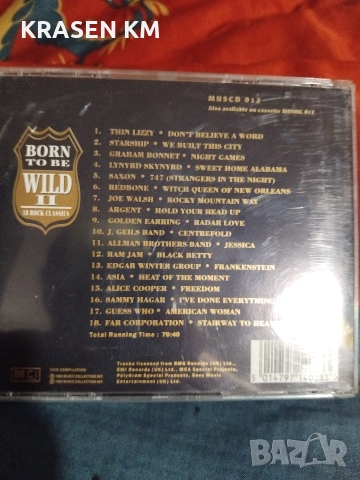 KRASEN KM
MUSCD 012
Also available on cassette MUSMC 012
BORN
TO BE
WILD
II
18 ROCK CLASSICS
1. THIN LIZZY • DON'T BELIEVE A WORD
2. STARSHIP • WE BUILT THIS CITY
3. GRAHAM BONNET • NIGHT GAMES
4. LYNYRD SKYNYRD • SWEET HOME ALABAMA
5. SAXON • 747 (STRANGERS IN THE NIGHT)
6. REDBONE • WITCH QUEEN OF NEW ORLEANS
7. JOE WALSH • ROCKY MOUNTAIN WAY
8. ARGENT • HOLD YOUR HEAD UP
9. GOLDEN EARRING • RADAR LOVE
10. J. GEILS BAND • CENTREFOLD
11. ALLMAN BROTHERS BAND • JESSICA
12. RAM JAM • BLACK BETTY
13. EDGAR WINTER GROUP • FRANKENSTEIN
14. ASIA • HEAT OF THE MOMENT
15. ALICE COOPER • FREEDOM
16. SAMMY HAGAR • I'VE DONE EVERYTHING
17. GUESS WHO • AMERICAN WOMAN
18. FAR CORPORATION • STAIRWAY TO
Total Running Time : 79:40
Tracks licensed from BMG Records (UK) Ltd.,
EMI Records (UK) Ltd., MCA Special Projects,
PolyGram Special Products, Sony Music
Entertainment (UK) Ltd.
THIS COMPILATION
MCI
bazar.bg